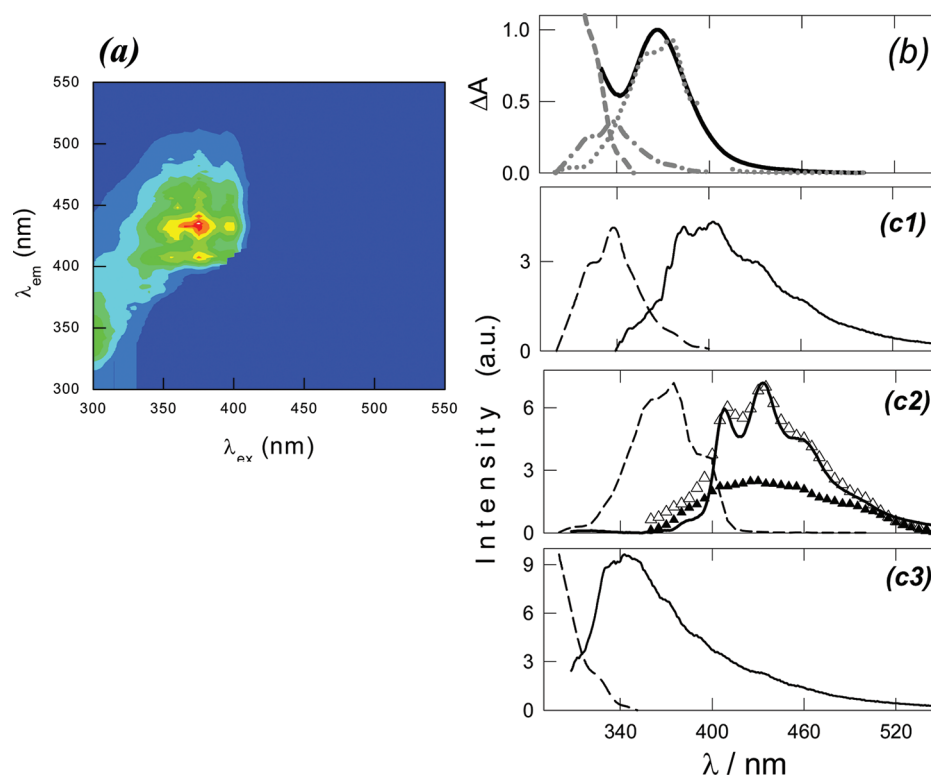 (a)
550
500
450
400
350
300
λem (nm)
300 350 400 450 500 550
λex (nm)
(b)
1.0
0.5
0.0
ΔA
(c1)
3
0
(c2)
6
3
0
(c3)
9
6
3
0
Intensity (a.u.)
340 400 460 520
λ / nm